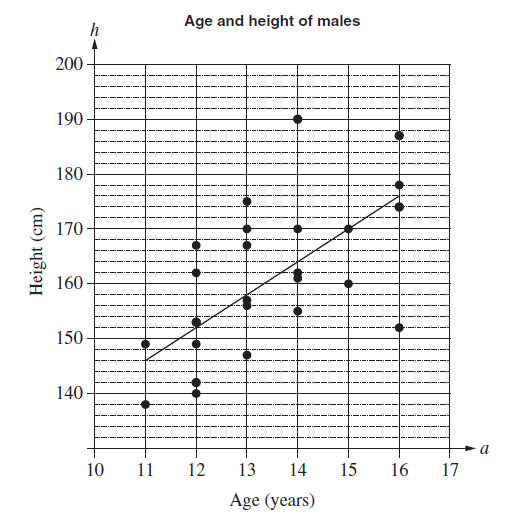 Age and height of males
h
200
190
180
170
160
150
140
Height (cm)
10 11 12 13 14 15 16 17
a
Age (years)